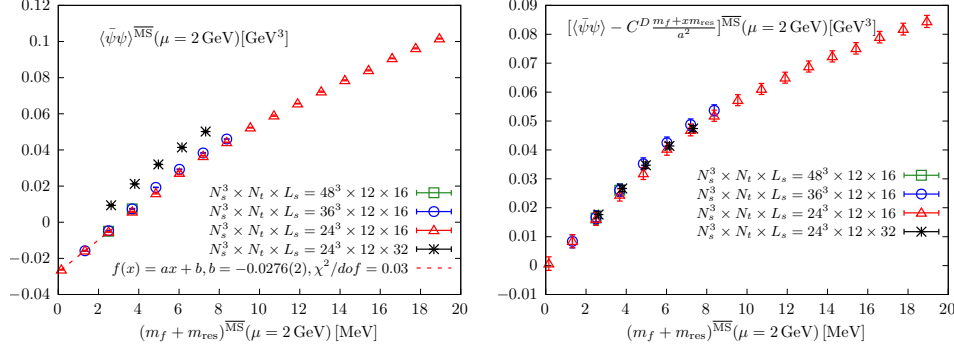 0.12
0.1
0.08
0.06
0.04
0.02
0
−0.02
−0.04
⟨ψ̄ψ⟩^{\overline{MS}}(μ = 2 GeV)[GeV³]
N_s³ × N_t × L_s = 48³ × 12 × 16
N_s³ × N_t × L_s = 36³ × 12 × 16
N_s³ × N_t × L_s = 24³ × 12 × 16
N_s³ × N_t × L_s = 24³ × 12 × 32
f(x) = ax + b, b = −0.0276(2), χ²/dof = 0.03
0 2 4 6 8 10 12 14 16 18 20
(m_f + m_res)^{\overline{MS}}(μ = 2 GeV) [MeV]
0.09
0.08
0.07
0.06
0.05
0.04
0.03
0.02
0.01
0
−0.01
[⟨ψ̄ψ⟩ − C^D \frac{m_f + xm_res}{a²}]^{\overline{MS}}(μ = 2 GeV)[GeV³]
N_s³ × N_t × L_s = 48³ × 12 × 16
N_s³ × N_t × L_s = 36³ × 12 × 16
N_s³ × N_t × L_s = 24³ × 12 × 16
N_s³ × N_t × L_s = 24³ × 12 × 32
0 2 4 6 8 10 12 14 16 18 20
(m_f + m_res)^{\overline{MS}}(μ = 2 GeV) [MeV]